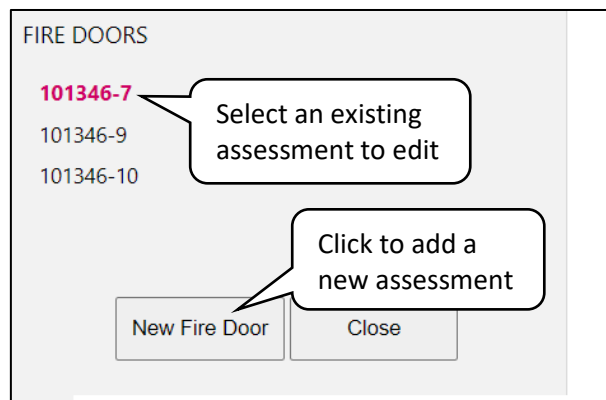 FIRE DOORS
101346-7
Select an existing
assessment to edit
101346-9
101346-10
Click to add a
new assessment
New Fire Door
Close